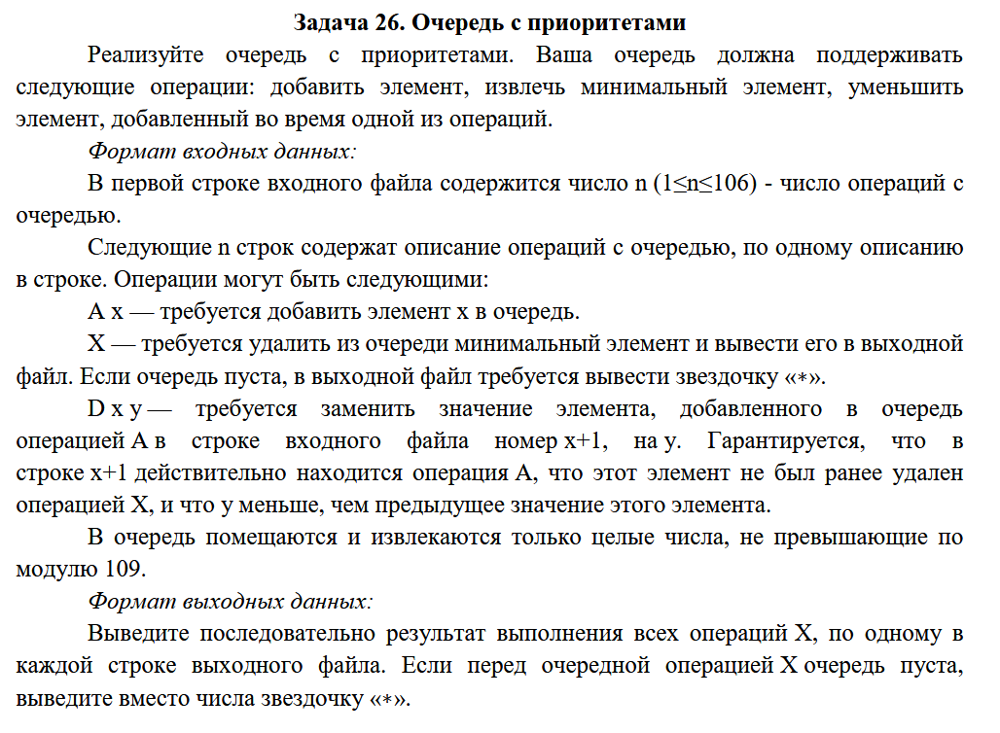 Задача 26. Очередь с приоритетами
Реализуйте очередь с приоритетами. Ваша очередь должна поддерживать
следующие операции: добавить элемент, извлечь минимальный элемент, уменьшить
элемент, добавленный во время одной из операций.
Формат входных данных:
В первой строке входного файла содержится число n (1≤n≤106) - число операций с
очередью.
Следующие n строк содержат описание операций с очередью, по одному описанию
в строке. Операции могут быть следующими:
A x — требуется добавить элемент x в очередь.
X — требуется удалить из очереди минимальный элемент и вывести его в выходной
файл. Если очередь пуста, в выходной файл требуется вывести звездочку «∗».
D x y — требуется заменить значение элемента, добавленного в очередь
операцией A в строке входного файла номер x+1, на y. Гарантируется, что в
строке x+1 действительно находится операция A, что этот элемент не был ранее удален
операцией X, и что y меньше, чем предыдущее значение этого элемента.
В очередь помещаются и извлекаются только целые числа, не превышающие по
модулю 109.
Формат выходных данных:
Выведите последовательно результат выполнения всех операций X, по одному в
каждой строке выходного файла. Если перед очередной операцией X очередь пуста,
выведите вместо числа звездочку «∗».